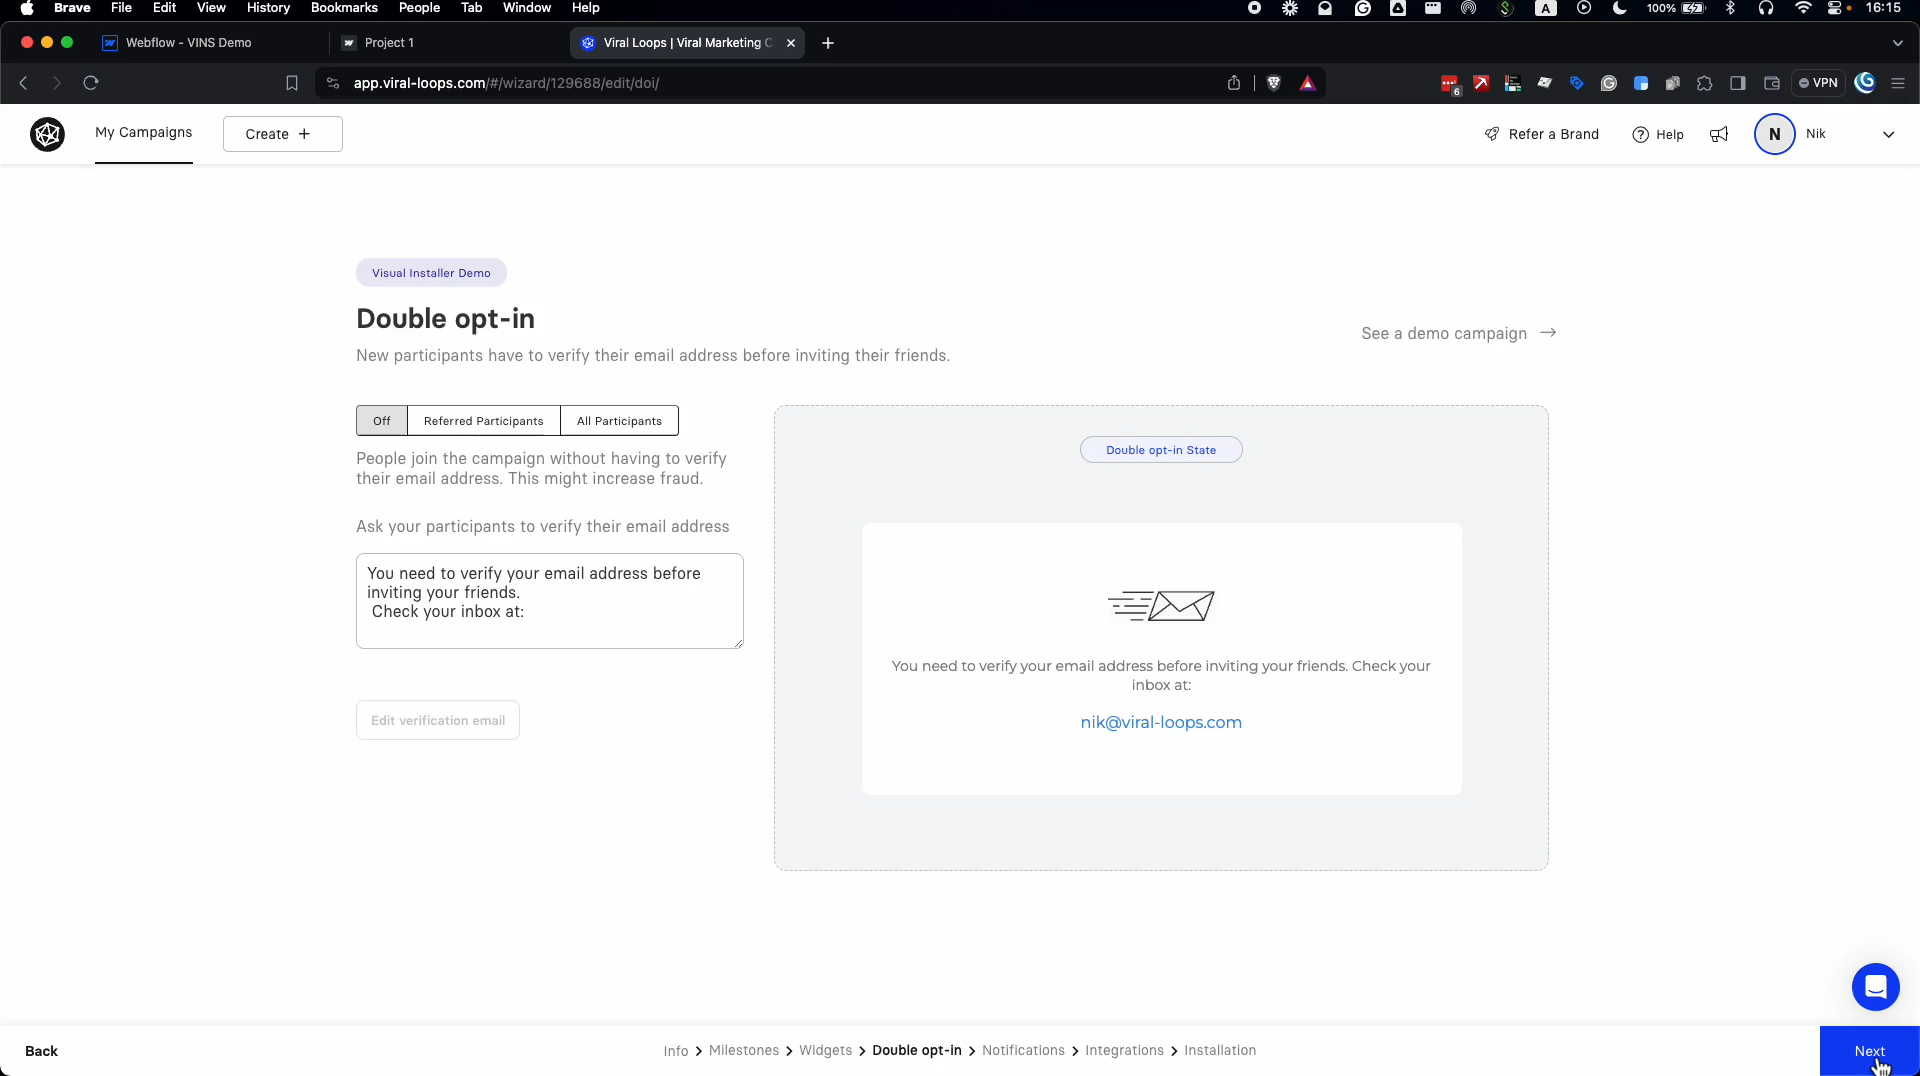 Brave File Edit View History Bookmarks People Tab Window Help
A 100% 16:15
Webflow - VINS Demo
Project 1
Viral Loops | Viral Marketing C
app.viral-loops.com/#/wizard/129688/edit/doi/
6
VPN
My Campaigns
Create +
Refer a Brand
Help
N
Nik
Visual Installer Demo
Double opt-in
See a demo campaign →
New participants have to verify their email address before inviting their friends.
Off
Referred Participants
All Participants
People join the campaign without having to verify
their email address. This might increase fraud.
Ask your participants to verify their email address
You need to verify your email address before
inviting your friends.
Check your inbox at:
Edit verification email
Double opt-in State
You need to verify your email address before inviting your friends. Check your
inbox at:
nik@viral-loops.com
Back
Info > Milestones > Widgets > Double opt-in > Notifications > Integrations > Installation
Next